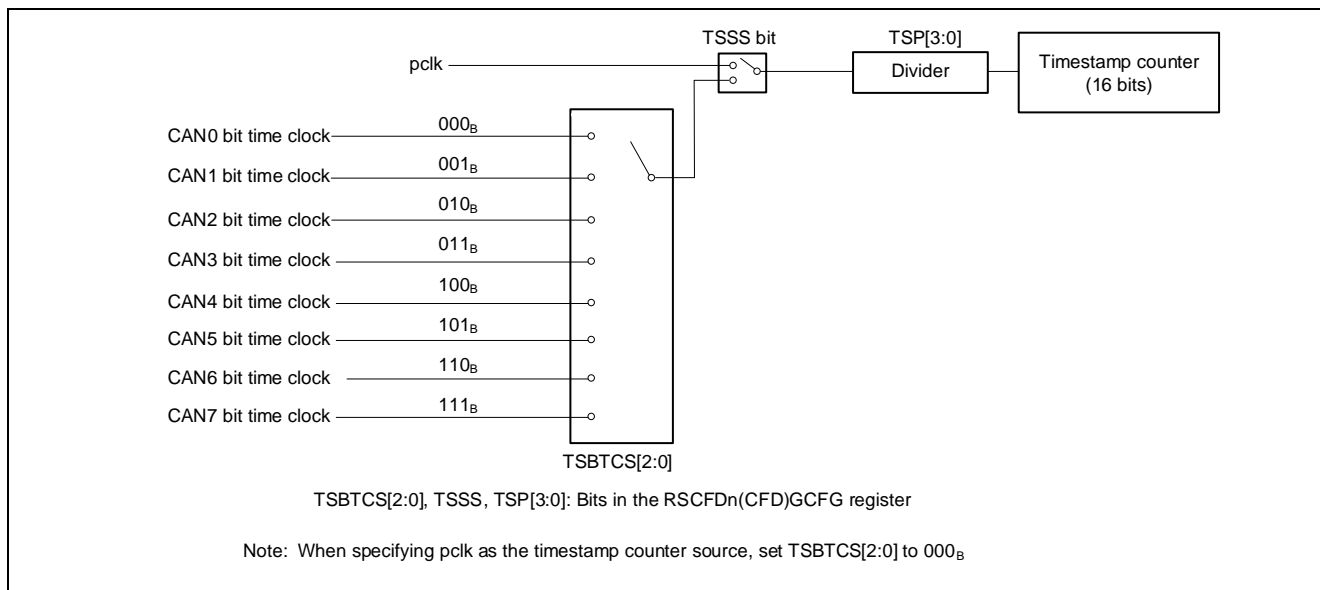 TSSS bit
TSP[3:0]
pclk
Divider
Timestamp counter
(16 bits)
CAN0 bit time clock
000B
CAN1 bit time clock
001B
CAN2 bit time clock
010B
CAN3 bit time clock
011B
CAN4 bit time clock
100B
CAN5 bit time clock
101B
CAN6 bit time clock
110B
CAN7 bit time clock
111B
TSBTCS[2:0]
TSBTCS[2:0], TSSS, TSP[3:0]: Bits in the RSCFDn(CFD)GCFG register
Note: When specifying pclk as the timestamp counter source, set TSBTCS[2:0] to 000B